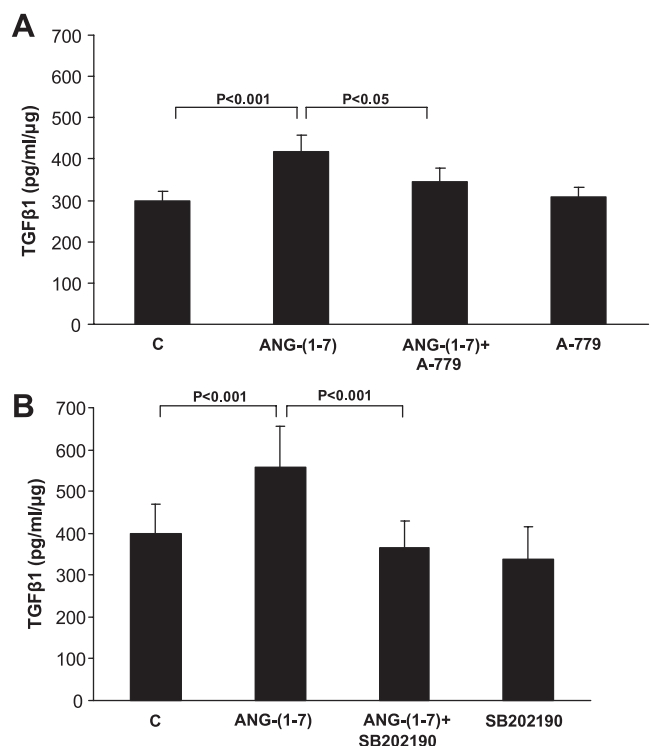 A
700
600
500
400
300
200
100
0
TGFβ1 (pg/ml/µg)
P<0.001
P<0.05
C
ANG-(1-7)
ANG-(1-7)+
A-779
A-779
B
700
600
500
400
300
200
100
0
TGFβ1 (pg/ml/µg)
P<0.001
P<0.001
C
ANG-(1-7)
ANG-(1-7)+
SB202190
SB202190